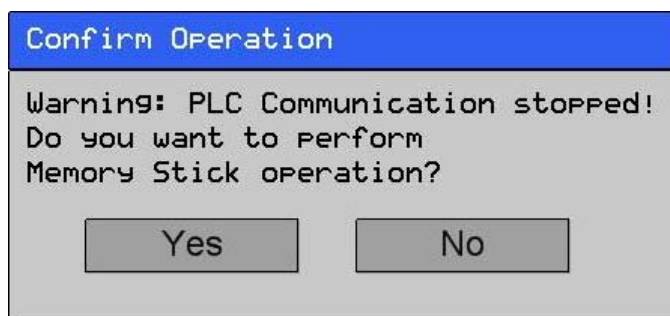 Confirm Operation
Warning: PLC Communication stopped!
Do you want to perform
Memory Stick operation?
Yes
No